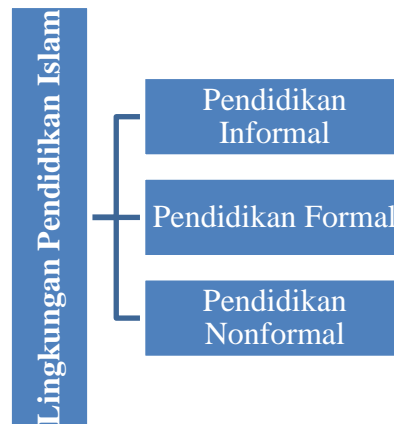 Lingkungan Pendidikan Islam
Pendidikan
Informal
Pendidikan Formal
Pendidikan
Nonformal